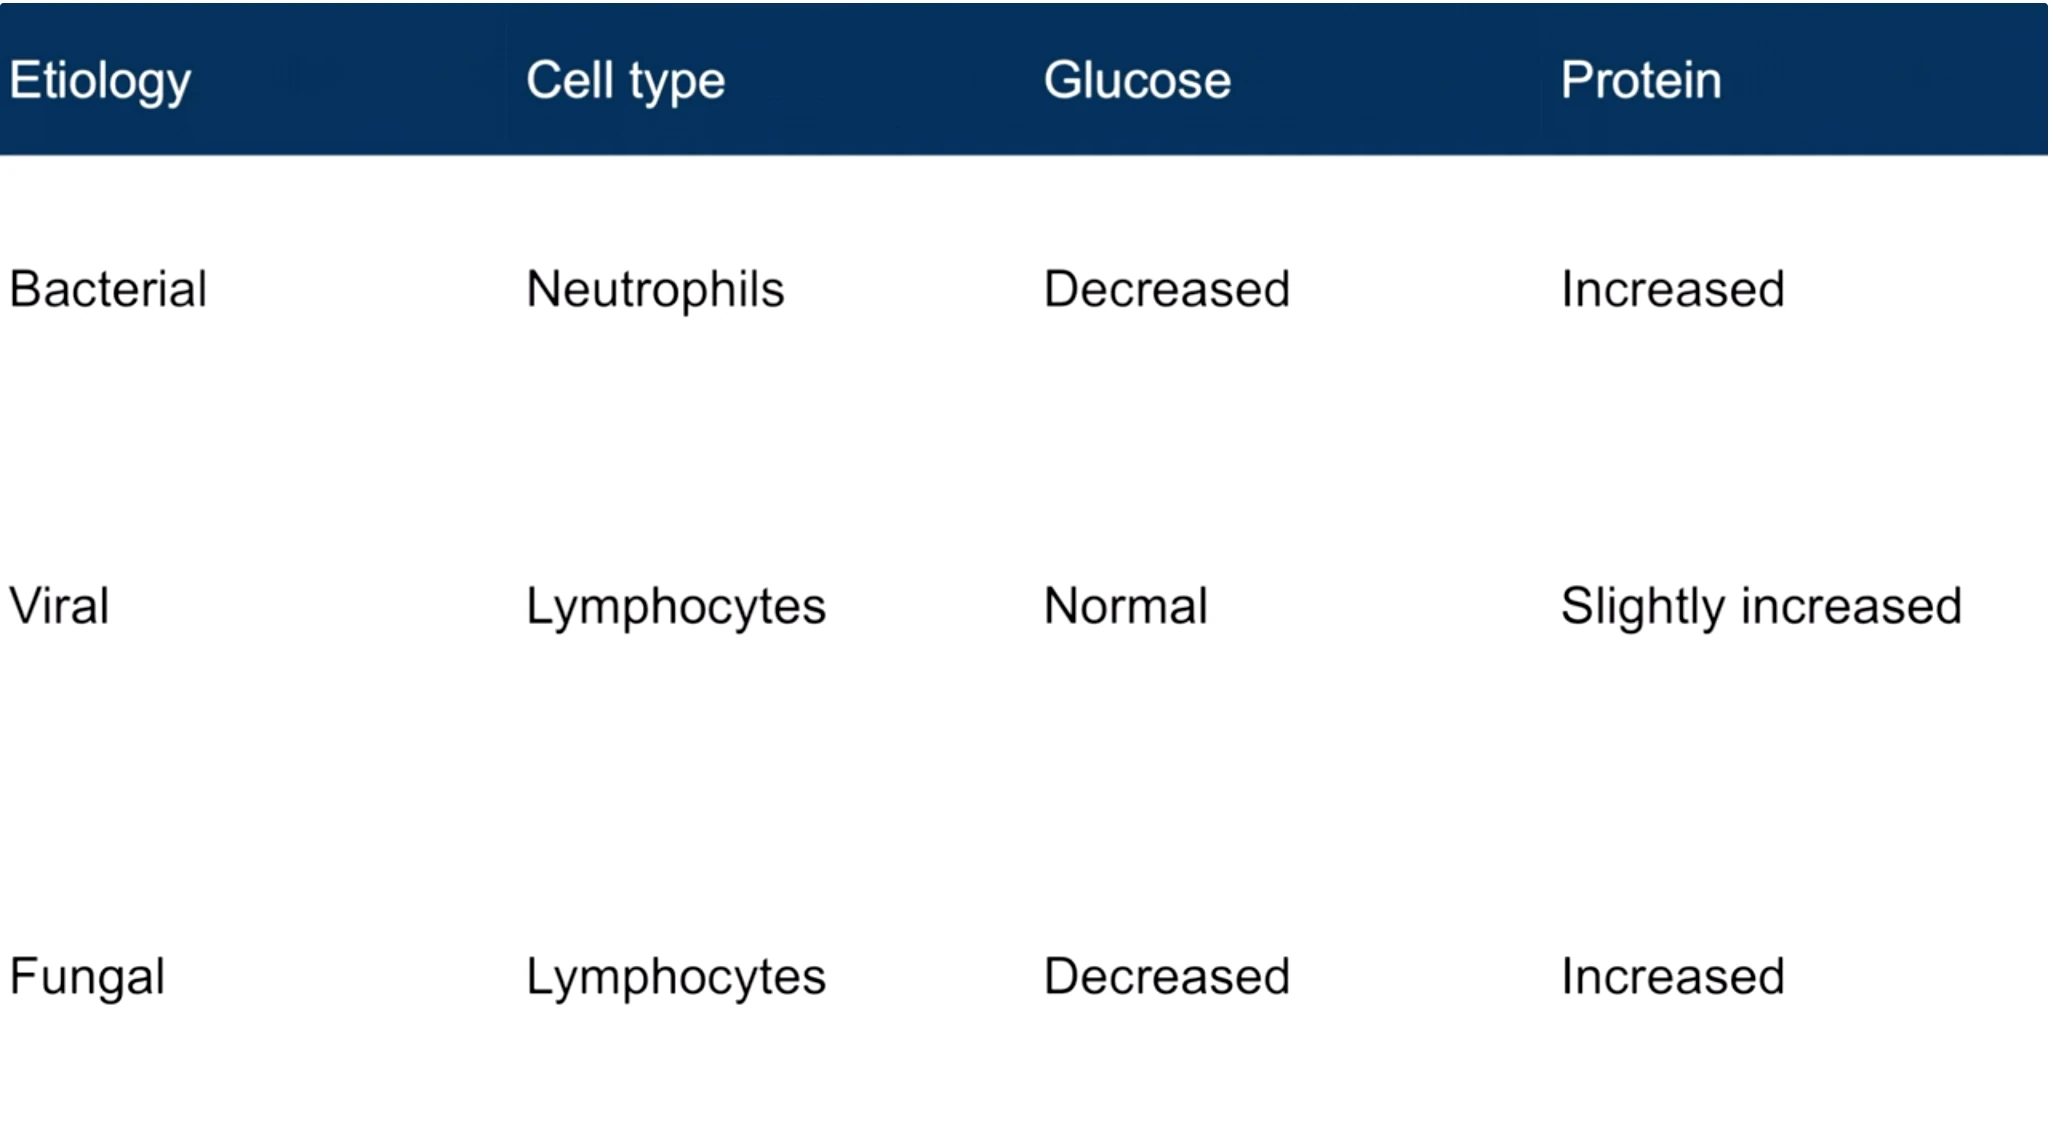 Etiology Cell type Glucose Protein
Bacterial Neutrophils Decreased Increased
Viral Lymphocytes Normal Slightly increased
Fungal Lymphocytes Decreased Increased